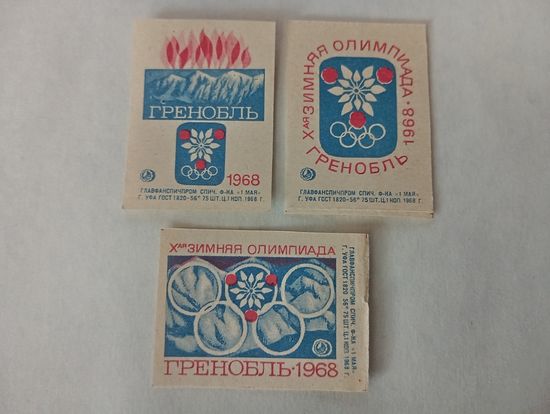 ГРЕНОБЛЬ
1968
ГЛАВФАНСПИЧПРОМ СПИЧ. Ф-КА «1 МАЯ»
Г. УФА ГОСТ 1820-56* 75 ШТ. Ц.1 КОП. 1968 Г.
Xая ЗИМНЯЯ ОЛИМПИАДА ·
ГРЕНОБЛЬ · 1968
ГЛАВФАНСПИЧПРОМ СПИЧ. Ф-КА «1 МАЯ»
Г. УФА ГОСТ 1820-56* 75 ШТ. Ц.1 КОП. 1968 Г.
Xая ЗИМНЯЯ ОЛИМПИАДА
ГРЕНОБЛЬ·1968
ГЛАВФАНСПИЧПРОМ СПИЧ. Ф-КА «1 МАЯ»
Г. УФА ГОСТ 1820-56* 75 ШТ. Ц.1 КОП. 1968 Г.